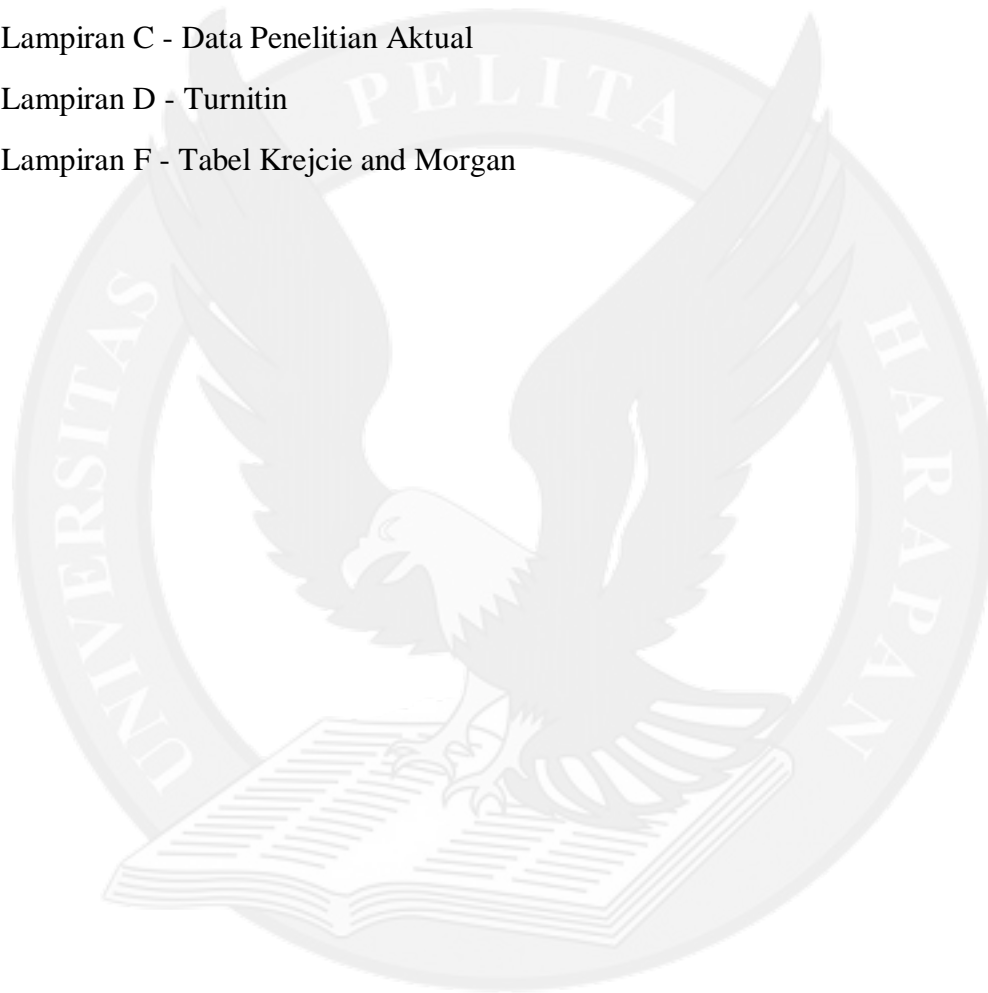 Lampiran C - Data Penelitian Aktual
Lampiran D - Turnitin
Lampiran F - Tabel Krejcie and Morgan
UNIVERSITAS PELITA HARAPAN